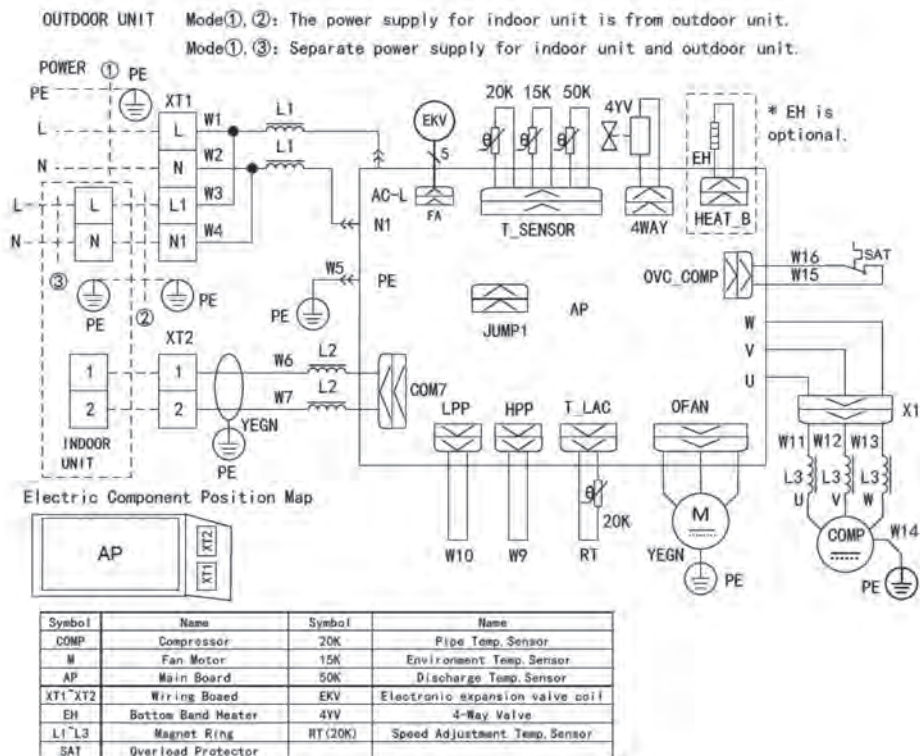 OUTDOOR UNIT Mode①, ②: The power supply for indoor unit is from outdoor unit.
Mode①, ③: Separate power supply for indoor unit and outdoor unit.
POWER ① PE
PE
XT1
L L W1 L1
N N W2 L1
L L L1 W3
N N N1 W4
③ PE ② PE
AC-L
N1
W5 PE
PE
EKV
5
FA
20K 15K 50K
θ θ θ
T_SENSOR
4YV
4WAY
EH
HEAT_B
* EH is
optional.
OVC_COMP W16 SAT
W15
JUMP1 AP
W
V
U
X1
XT2
1 1 W6 L2
2 2 W7 L2
COM7
YEGN
PE
INDOOR
UNIT
LPP HPP T_LAC OFAN
W10 W9 RT
θ
20K
M
YEGN PE
W11 W12 W13
L3 L3 L3
U V W
COMP W14
PE
Electric Component Position Map
AP XT2
XT1
Symbol Name Symbol Name
COMP Compressor 20K Pipe Temp. Sensor
M Fan Motor 15K Environment Temp. Sensor
AP Main Board 50K Discharge Temp. Sensor
XT1~XT2 Wiring Boaed EKV Electronic expansion valve coil
EH Bottom Band Heater 4YV 4-Way Valve
L1~L3 Magnet Ring RT(20K) Speed Adjustment Temp. Sensor
SAT Overload Protector